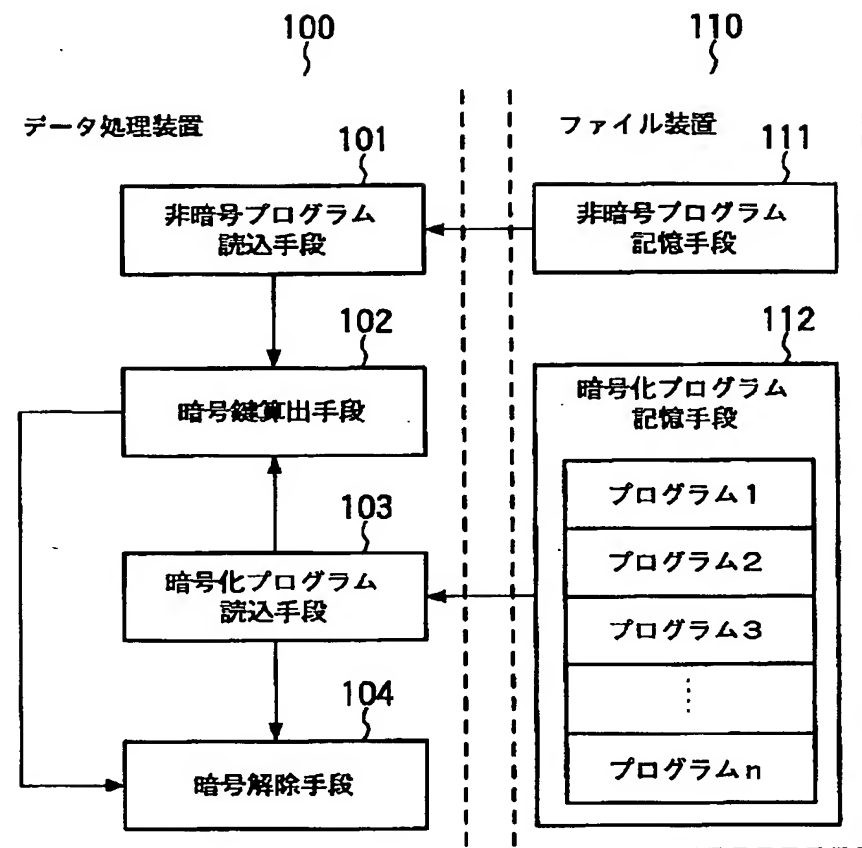 100
110
データ処理装置
ファイル装置
101
非暗号プログラム
読込手段
111
非暗号プログラム
記憶手段
102
暗号鍵算出手段
112
暗号化プログラム
記憶手段
プログラム1
プログラム2
プログラム3
プログラムn
103
暗号化プログラム
読込手段
104
暗号解除手段